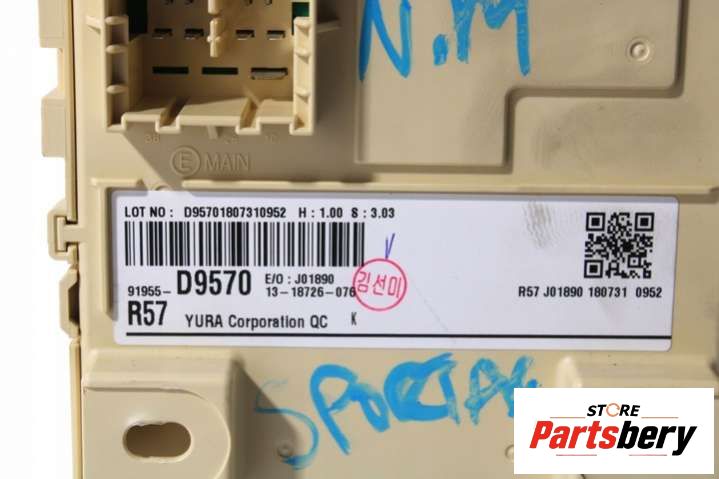 N.M
E MAIN
LOT NO : D95701807310952 H : 1.00 S : 3.03
91955-D9570 E/O : J01890
13-18726-076
김선미
R57 J01890 180731 0952
R57 YURA Corporation QC K
SPORTAG
STORE
Partsbery